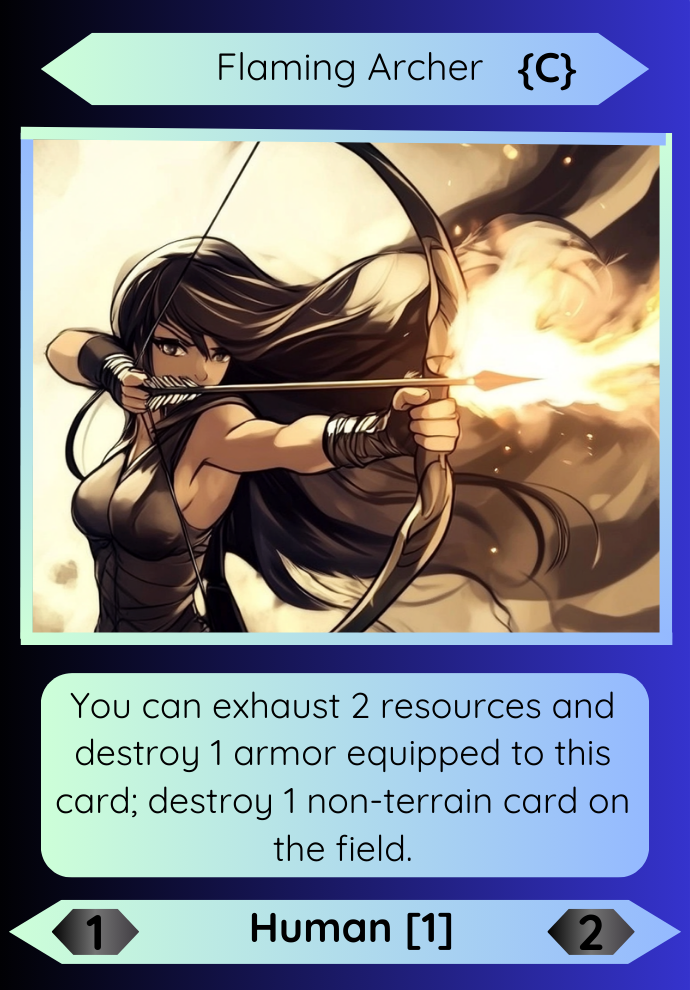 Flaming Archer {C}
You can exhaust 2 resources and
destroy 1 armor equipped to this
card; destroy 1 non-terrain card on
the field.
1 Human [1] 2